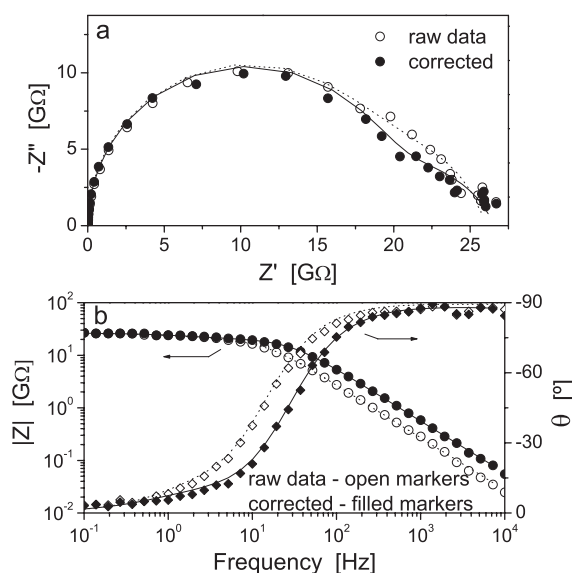 a
raw data
corrected
10
5
0
-Z" [GΩ]
0 5 10 15 20 25 30
Z' [GΩ]
b
10² 
10¹
10⁰
10⁻¹
10⁻²
|Z| [GΩ]
-90
-60
-30
0
θ [º]
raw data - open markers
corrected - filled markers
10⁻¹ 10⁰ 10¹ 10² 10³ 10⁴
Frequency [Hz]